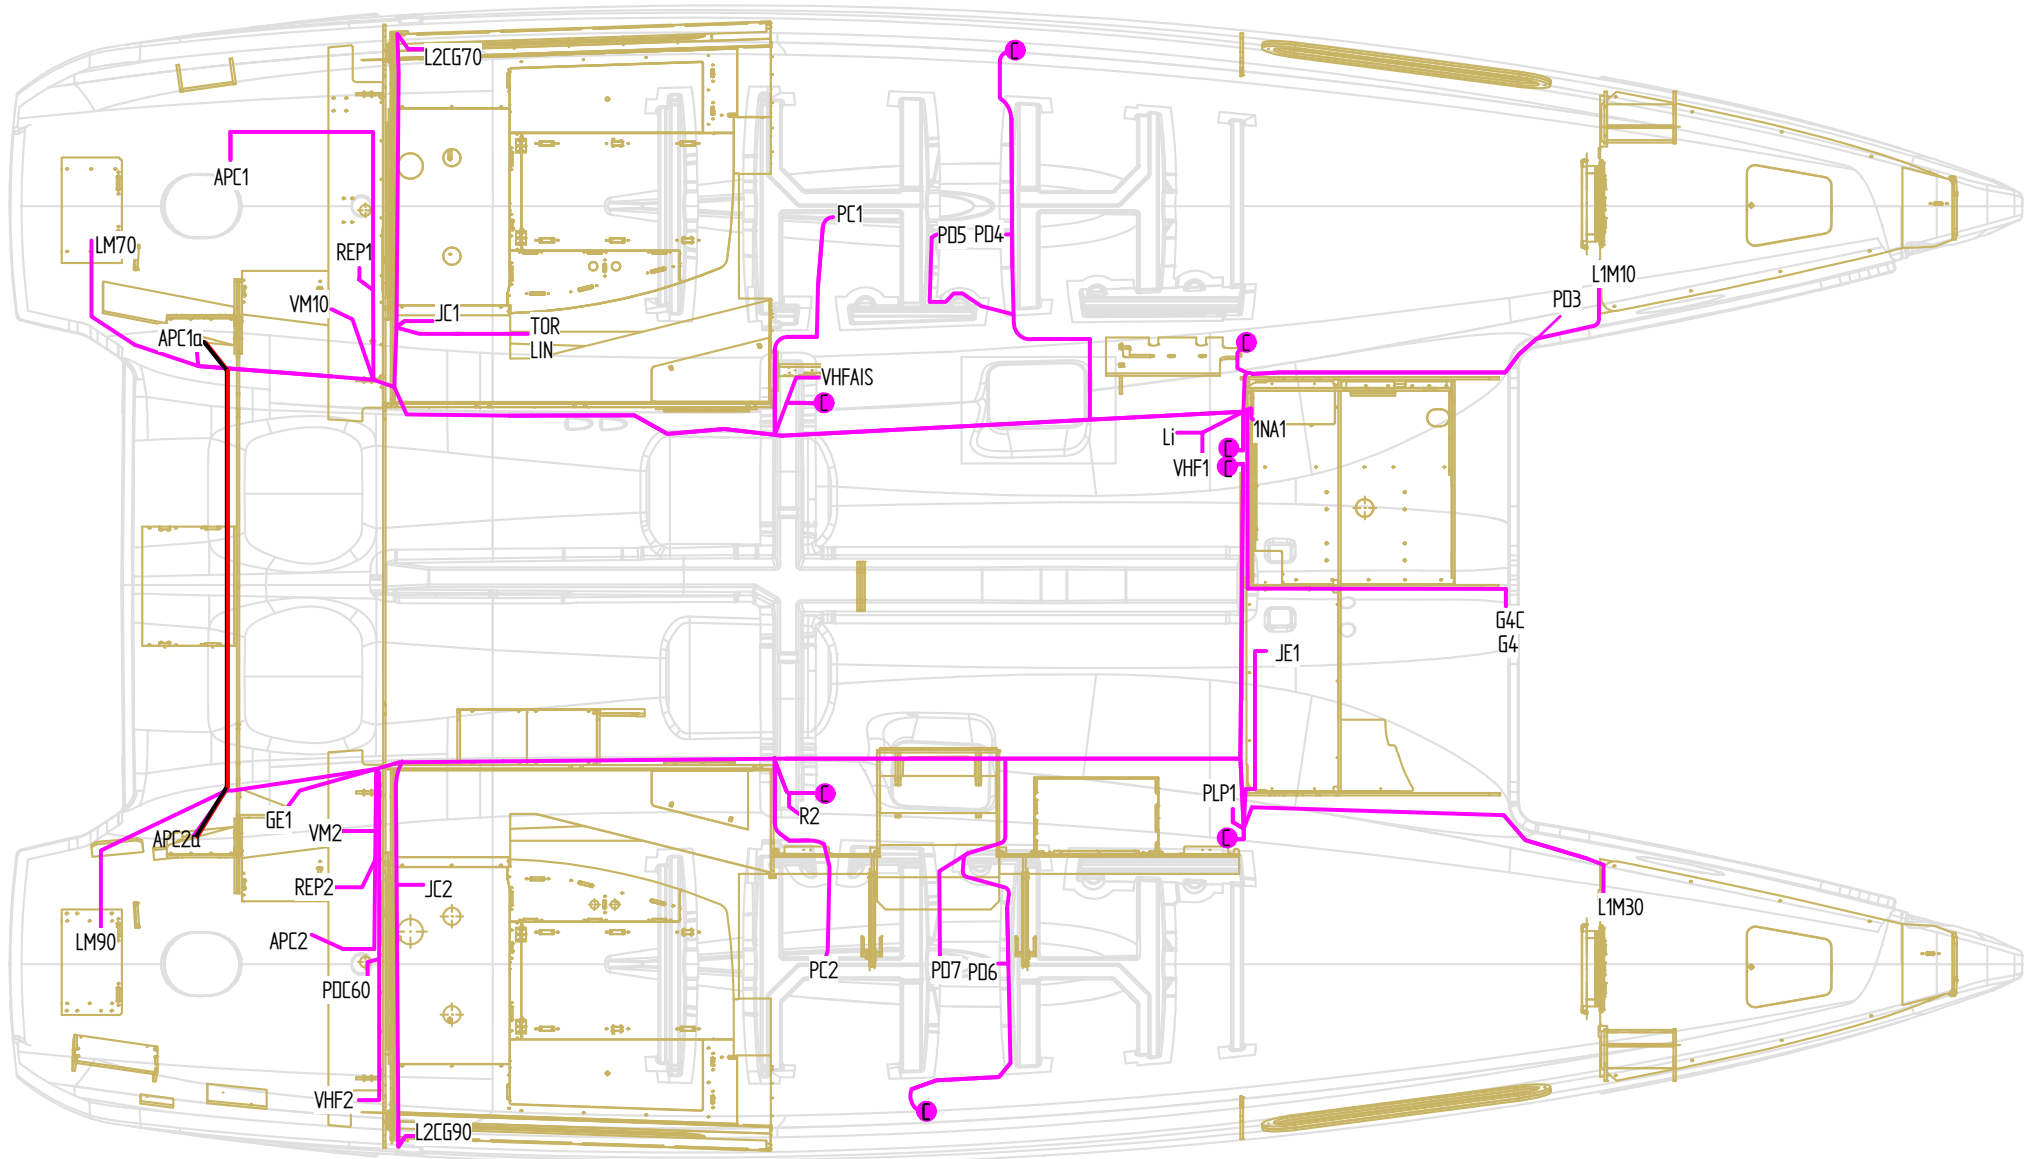 L2CG70
C
APC1
PC1
LM70
REP1
PD5
PD4
L1M10
VM10
PD3
JC1
TOR
LIN
APC1a
C
VHFAIS
C
Li
1NA1
C
VHF1
C
G4C
G4
JE1
C
PLP1
R2
GE1
VM2
APC2a
C
REP2
JC2
L1M30
LM90
APC2
PC2
PD7
PD6
PDC60
VHF2
C
L2CG90